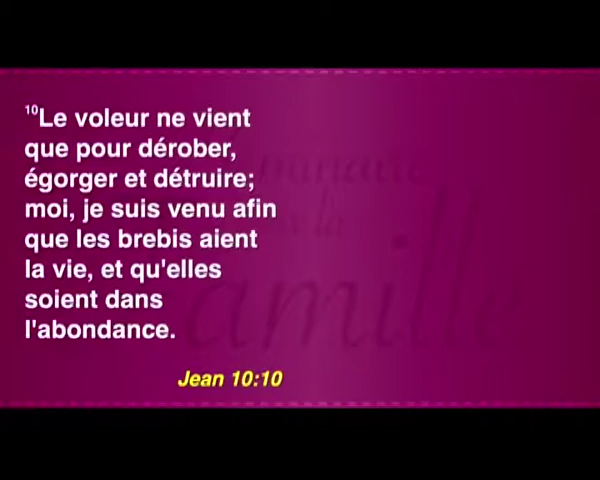 ¹⁰Le voleur ne vient
que pour dérober,
égorger et détruire;
moi, je suis venu afin
que les brebis aient
la vie, et qu'elles
soient dans
l'abondance.
Jean 10:10
la